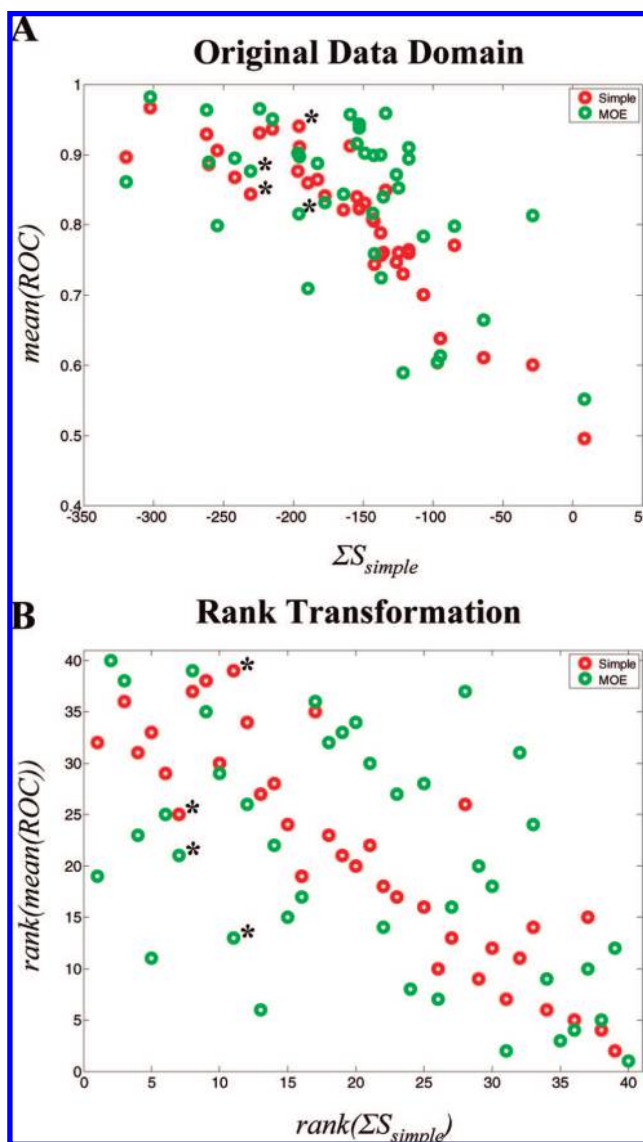 A
Original Data Domain
1
0.9
0.8
0.7
0.6
0.5
0.4
mean(ROC)
Simple
MOE
*
*
*
*
-350 -300 -250 -200 -150 -100 -50 0 5
ΣS_simple
B
Rank Transformation
40
35
30
25
20
15
10
5
0
rank(mean(ROC))
Simple
MOE
*
*
*
*
0 5 10 15 20 25 30 35 40
rank(ΣS_simple)